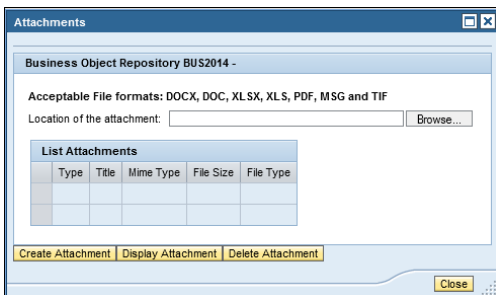 Attachments
Business Object Repository BUS2014 -
Acceptable File formats: DOCX, DOC, XLSX, XLS, PDF, MSG and TIF
Location of the attachment: Browse...
List Attachments
Type Title Mime Type File Size File Type
Create Attachment Display Attachment Delete Attachment
Close